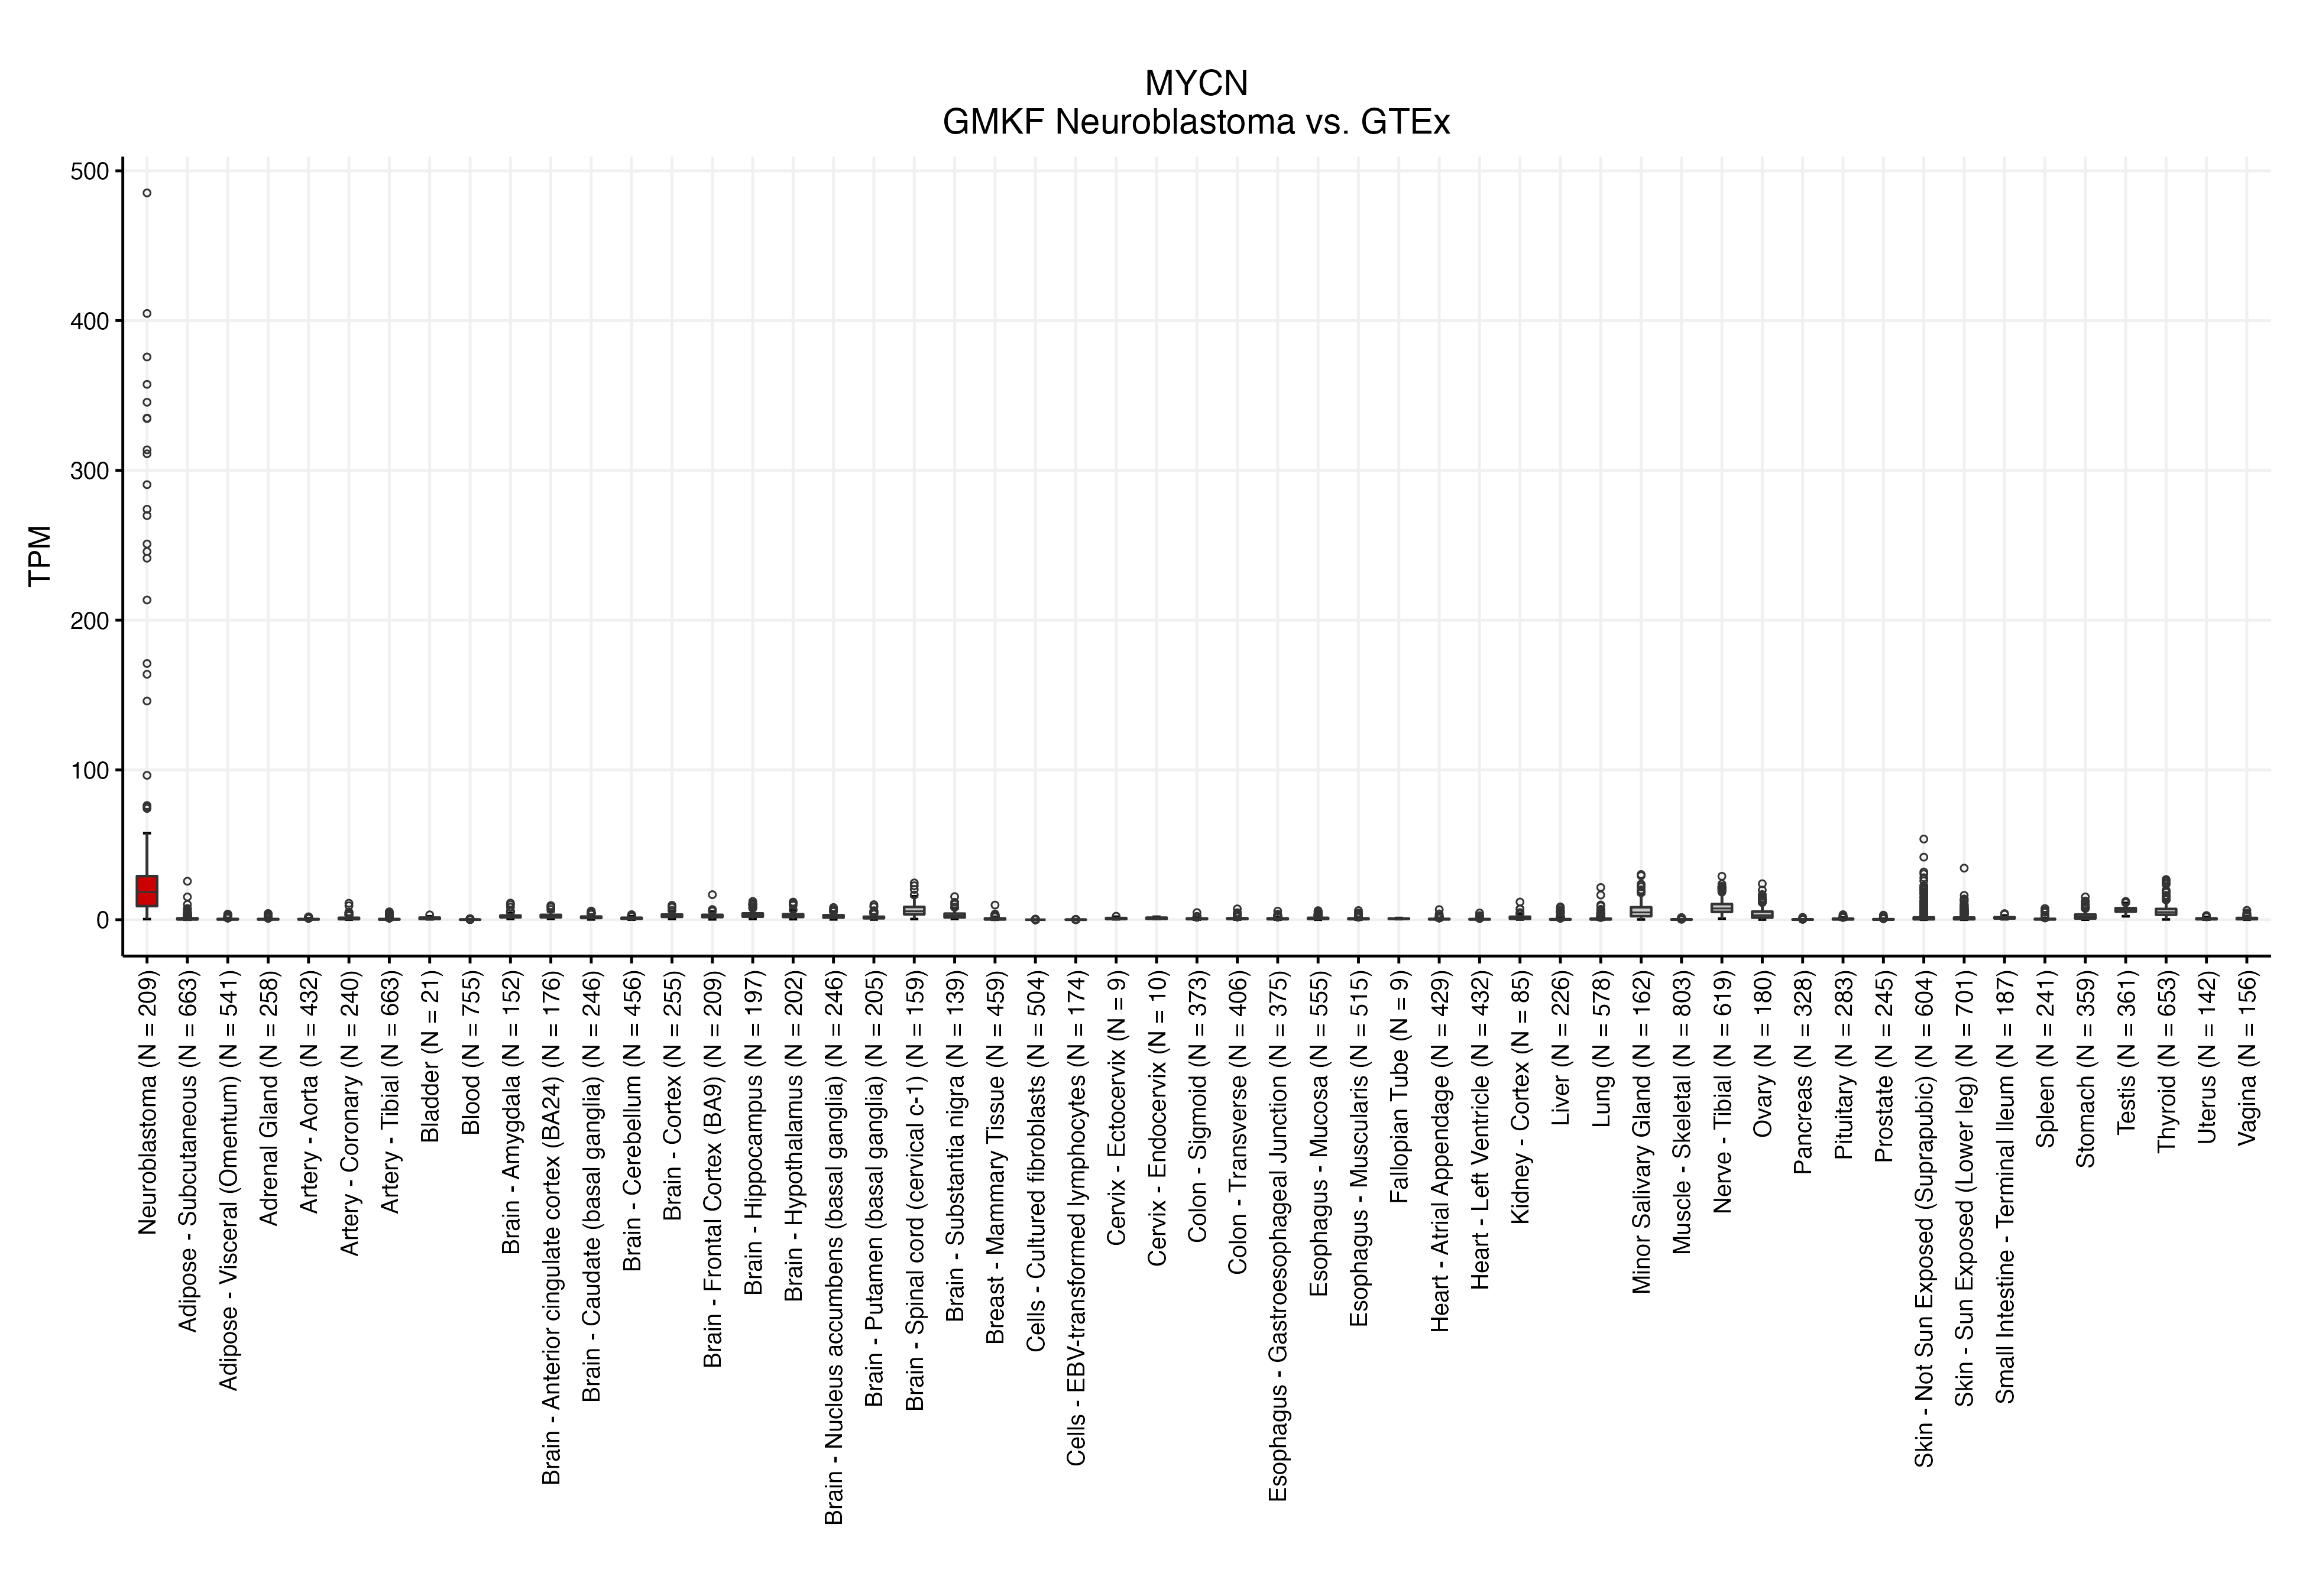 MYCN
GMKF Neuroblastoma vs. GTEx
TPM
500
400
300
200
100
0
Neuroblastoma (N = 209)
Adipose - Subcutaneous (N = 663)
Adipose - Visceral (Omentum) (N = 541)
Adrenal Gland (N = 258)
Artery - Aorta (N = 432)
Artery - Coronary (N = 240)
Artery - Tibial (N = 663)
Bladder (N = 21)
Blood (N = 755)
Brain - Amygdala (N = 152)
Brain - Anterior cingulate cortex (BA24) (N = 176)
Brain - Caudate (basal ganglia) (N = 246)
Brain - Cerebellum (N = 456)
Brain - Cortex (N = 255)
Brain - Frontal Cortex (BA9) (N = 209)
Brain - Hippocampus (N = 197)
Brain - Hypothalamus (N = 202)
Brain - Nucleus accumbens (basal ganglia) (N = 246)
Brain - Putamen (basal ganglia) (N = 205)
Brain - Spinal cord (cervical c-1) (N = 159)
Brain - Substantia nigra (N = 139)
Breast - Mammary Tissue (N = 459)
Cells - Cultured fibroblasts (N = 504)
Cells - EBV-transformed lymphocytes (N = 174)
Cervix - Ectocervix (N = 9)
Cervix - Endocervix (N = 10)
Colon - Sigmoid (N = 373)
Colon - Transverse (N = 406)
Esophagus - Gastroesophageal Junction (N = 375)
Esophagus - Mucosa (N = 555)
Esophagus - Muscularis (N = 515)
Fallopian Tube (N = 9)
Heart - Atrial Appendage (N = 429)
Heart - Left Ventricle (N = 432)
Kidney - Cortex (N = 85)
Liver (N = 226)
Lung (N = 578)
Minor Salivary Gland (N = 162)
Muscle - Skeletal (N = 803)
Nerve - Tibial (N = 619)
Ovary (N = 180)
Pancreas (N = 328)
Pituitary (N = 283)
Prostate (N = 245)
Skin - Not Sun Exposed (Suprapubic) (N = 604)
Skin - Sun Exposed (Lower leg) (N = 701)
Small Intestine - Terminal Ileum (N = 187)
Spleen (N = 241)
Stomach (N = 359)
Testis (N = 361)
Thyroid (N = 653)
Uterus (N = 142)
Vagina (N = 156)